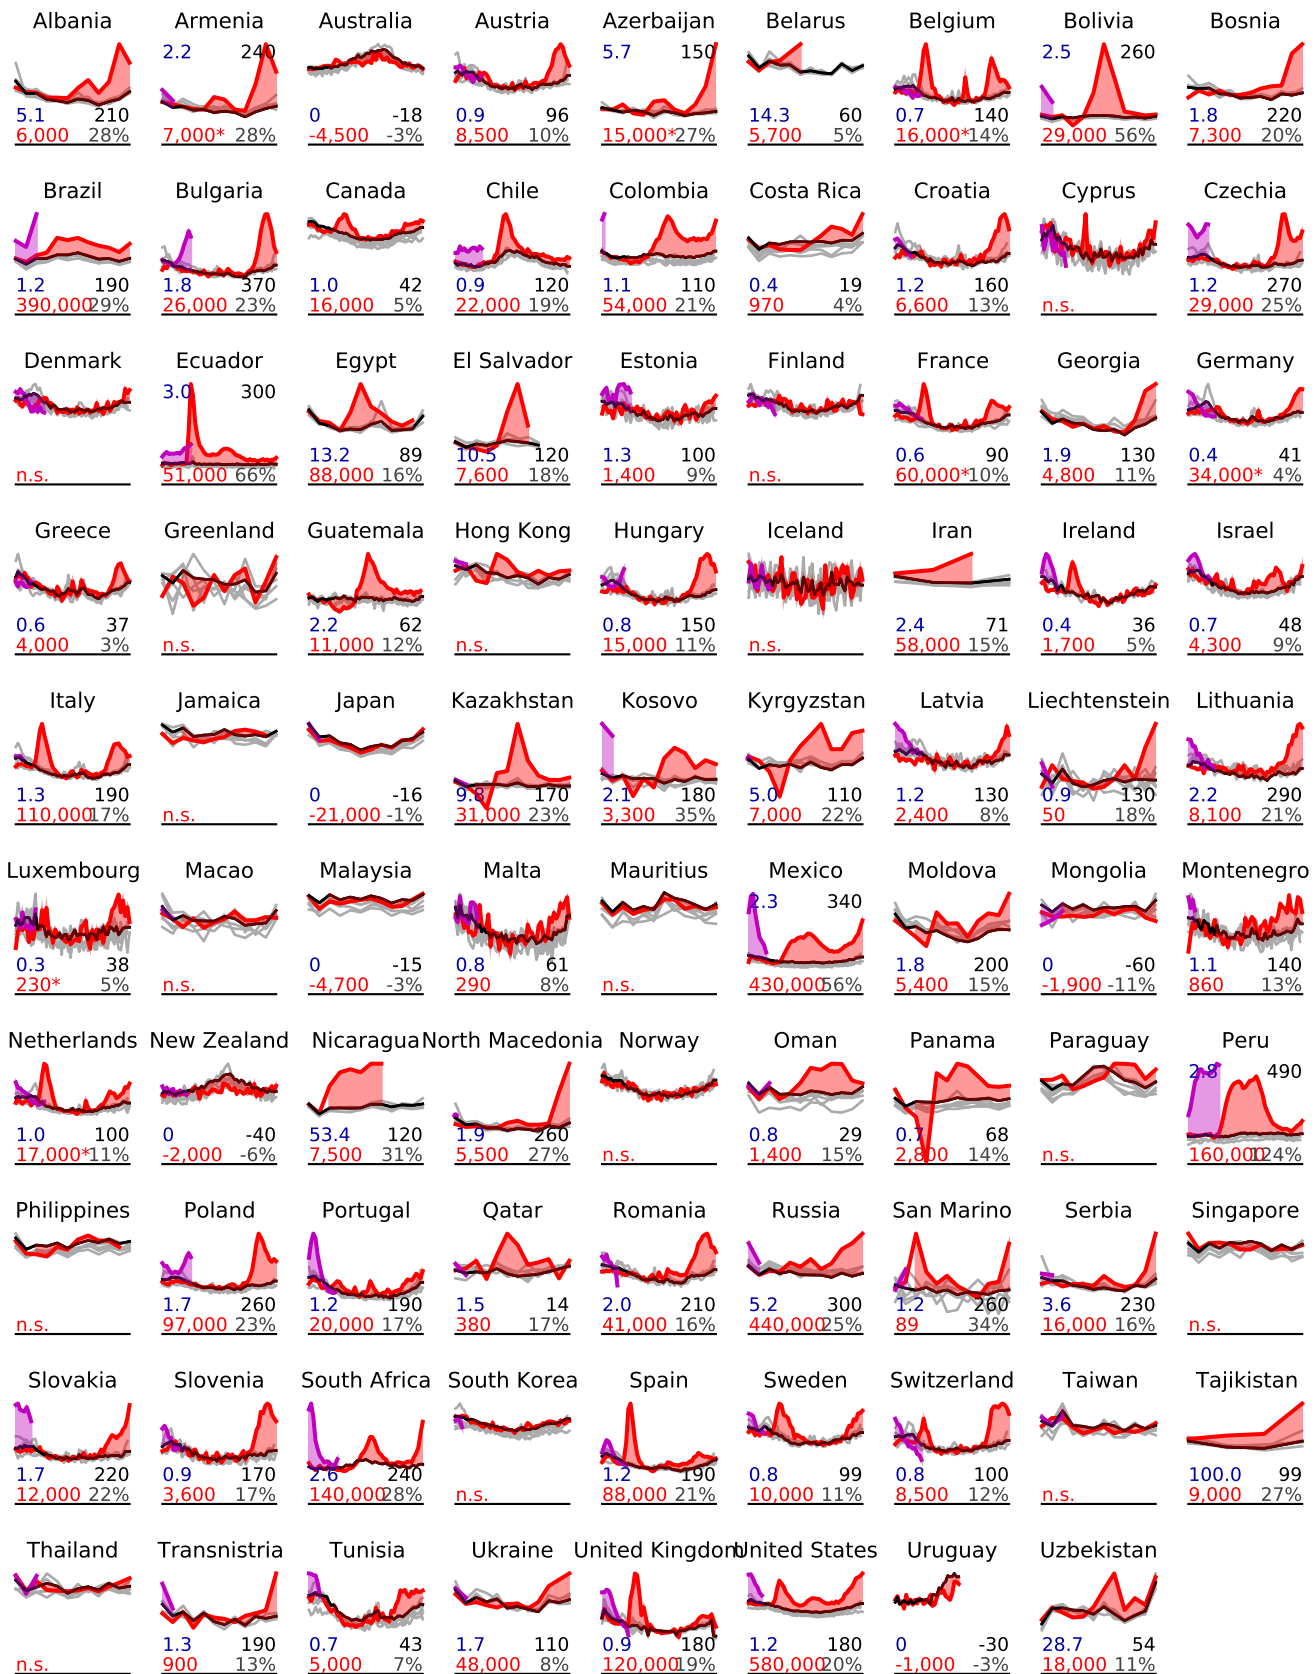 Albania Armenia Australia Austria Azerbaijan Belarus Belgium Bolivia Bosnia
2.2 240 5.7 150 2.5 260
5.1 210 0 -18 0.9 96 14.3 60 0.7 140 1.8 220
6,000 28% 7,000* 28% -4,500 -3% 8,500 10% 15,000* 27% 5,700 5% 16,000* 14% 29,000 56% 7,300 20%
Brazil Bulgaria Canada Chile Colombia Costa Rica Croatia Cyprus Czechia
1.2 190 1.8 370 1.0 42 0.9 120 1.1 110 0.4 19 1.2 160 1.2 270
390,000 29% 26,000 23% 16,000 5% 22,000 19% 54,000 21% 970 4% 6,600 13% n.s. 29,000 25%
Denmark Ecuador Egypt El Salvador Estonia Finland France Georgia Germany
3.0 300
13.2 89 10.5 120 1.3 100 0.6 90 1.9 130 0.4 41
n.s. 51,000 66% 88,000 16% 7,600 18% 1,400 9% n.s. 60,000* 10% 4,800 11% 34,000* 4%
Greece Greenland Guatemala Hong Kong Hungary Iceland Iran Ireland Israel
0.6 37 2.2 62 0.8 150 2.4 71 0.4 36 0.7 48
4,000 3% n.s. 11,000 12% n.s. 15,000 11% n.s. 58,000 15% 1,700 5% 4,300 9%
Italy Jamaica Japan Kazakhstan Kosovo Kyrgyzstan Latvia Liechtenstein Lithuania
1.3 190 0 -16 9.8 170 2.1 180 5.0 110 1.2 130 0.9 130 2.2 290
110,000 17% n.s. -21,000 -1% 31,000 23% 3,300 35% 7,000 22% 2,400 8% 50 18% 8,100 21%
Luxembourg Macao Malaysia Malta Mauritius Mexico Moldova Mongolia Montenegro
2.3 340
0.3 38 0 -15 0.8 61 1.8 200 0 -60 1.1 140
230* 5% n.s. -4,700 -3% 290 8% n.s. 430,000 56% 5,400 15% -1,900 -11% 860 13%
Netherlands New Zealand Nicaragua North Macedonia Norway Oman Panama Paraguay Peru
2.8 490
1.0 100 0 -40 53.4 120 1.9 260 0.8 29 0.7 68
17,000* 11% -2,000 -6% 7,500 31% 5,500 27% n.s. 1,400 15% 2,800 14% n.s. 160,000 124%
Philippines Poland Portugal Qatar Romania Russia San Marino Serbia Singapore
1.7 260 1.2 190 1.5 14 2.0 210 5.2 300 1.2 260 3.6 230
n.s. 97,000 23% 20,000 17% 380 17% 41,000 16% 440,000 25% 89 34% 16,000 16% n.s.
Slovakia Slovenia South Africa South Korea Spain Sweden Switzerland Taiwan Tajikistan
1.7 220 0.9 170 2.6 240 1.2 190 0.8 99 0.8 100 100.0 99
12,000 22% 3,600 17% 140,000 28% n.s. 88,000 21% 10,000 11% 8,500 12% n.s. 9,000 27%
Thailand Transnistria Tunisia Ukraine United Kingdom United States Uruguay Uzbekistan
1.3 190 0.7 43 1.7 110 0.9 180 1.2 180 0 -30 28.7 54
n.s. 900 13% 5,000 7% 48,000 8% 120,000 19% 580,000 20% -1,000 -3% 18,000 11%